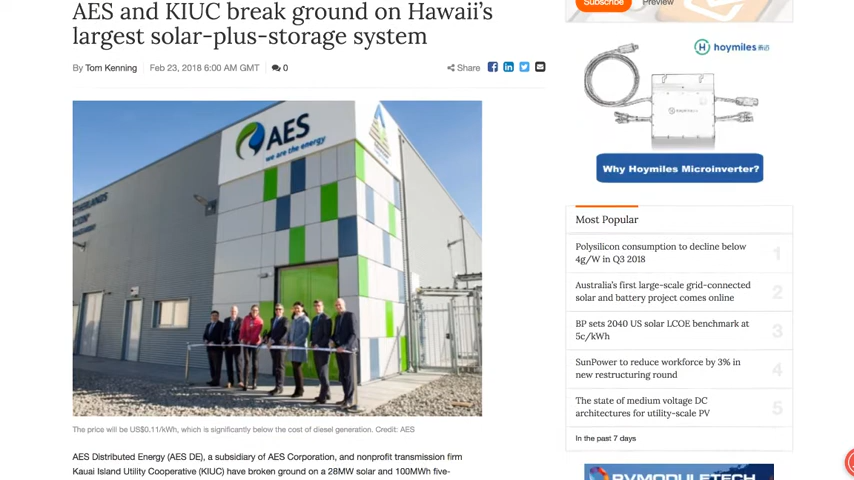 AES and KIUC break ground on Hawaii's
largest solar-plus-storage system
By Tom Kenning
Feb 23, 2018 6:00 AM GMT
0
Share
AES
we are the energy
The price will be US$0.11/kWh, which is significantly below the cost of diesel generation. Credit: AES
AES Distributed Energy (AES DE), a subsidiary of AES Corporation, and nonprofit transmission firm
Kauai Island Utility Cooperative (KIUC) have broken ground on a 28MW solar and 100MWh five-
Subscribe
Preview
hoymiles
Why Hoymiles Microinverter?
Most Popular
Polysilicon consumption to decline below
4g/W in Q3 2018
1
Australia's first large-scale grid-connected
solar and battery project comes online
2
BP sets 2040 US solar LCOE benchmark at
5c/kWh
3
SunPower to reduce workforce by 3% in
new restructuring round
4
The state of medium voltage DC
architectures for utility-scale PV
5
In the past 7 days
PVMODULETECH